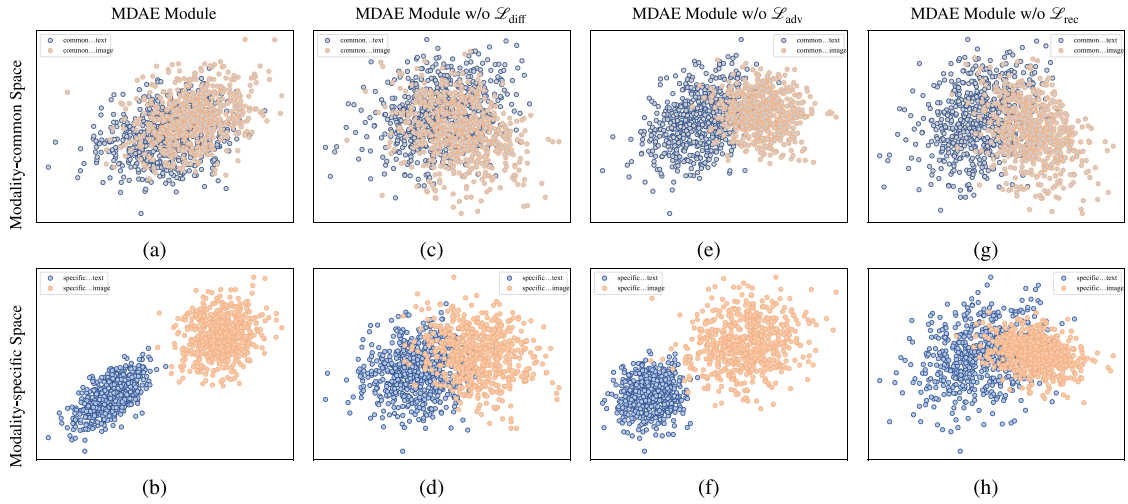 MDAE Module
MDAE Module w/o ℒdiff
MDAE Module w/o ℒadv
MDAE Module w/o ℒrec
Modality-common Space
common…text
common…image
common…text
common…image
common…text
common…image
common…text
common…image
(a)
(c)
(e)
(g)
Modality-specific Space
specific…text
specific…image
specific…text
specific…image
specific…text
specific…image
specific…text
specific…image
(b)
(d)
(f)
(h)